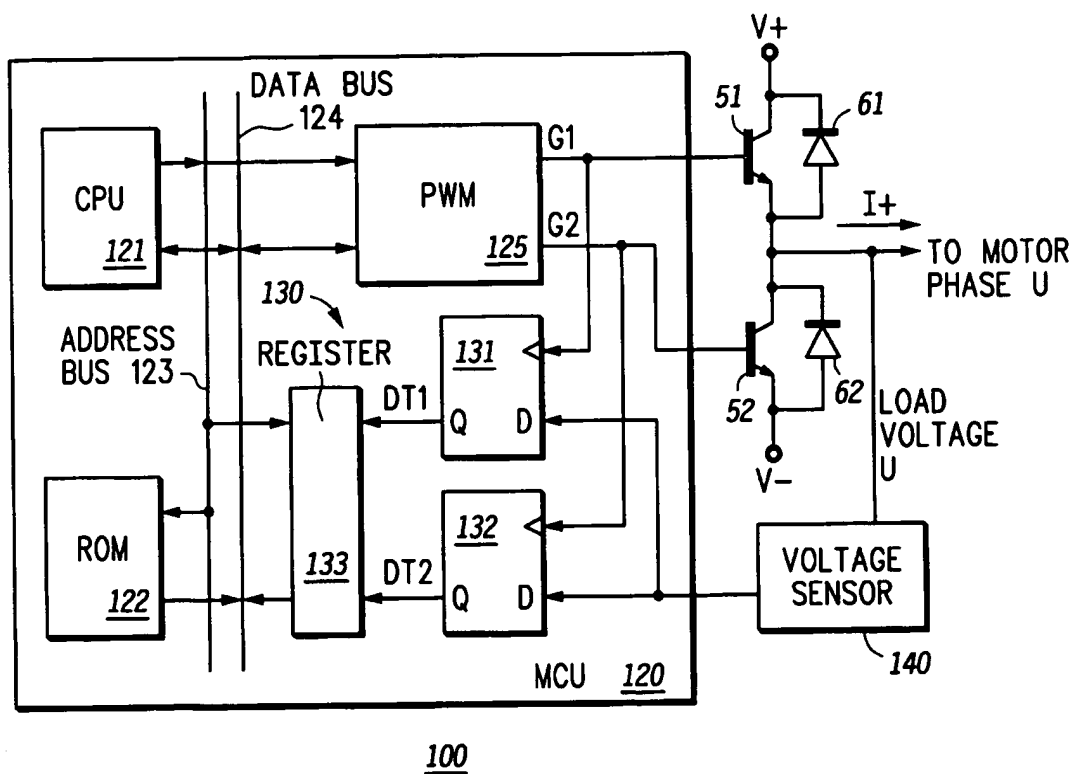 V+
DATA BUS
124
51
61
G1
CPU
121
PWM
125
G2
I+
TO MOTOR
PHASE U
130
ADDRESS
BUS 123
REGISTER
131
DT1
Q
D
52
62
LOAD
VOLTAGE
U
V-
ROM
122
133
132
DT2
Q
D
VOLTAGE
SENSOR
140
MCU 120
100